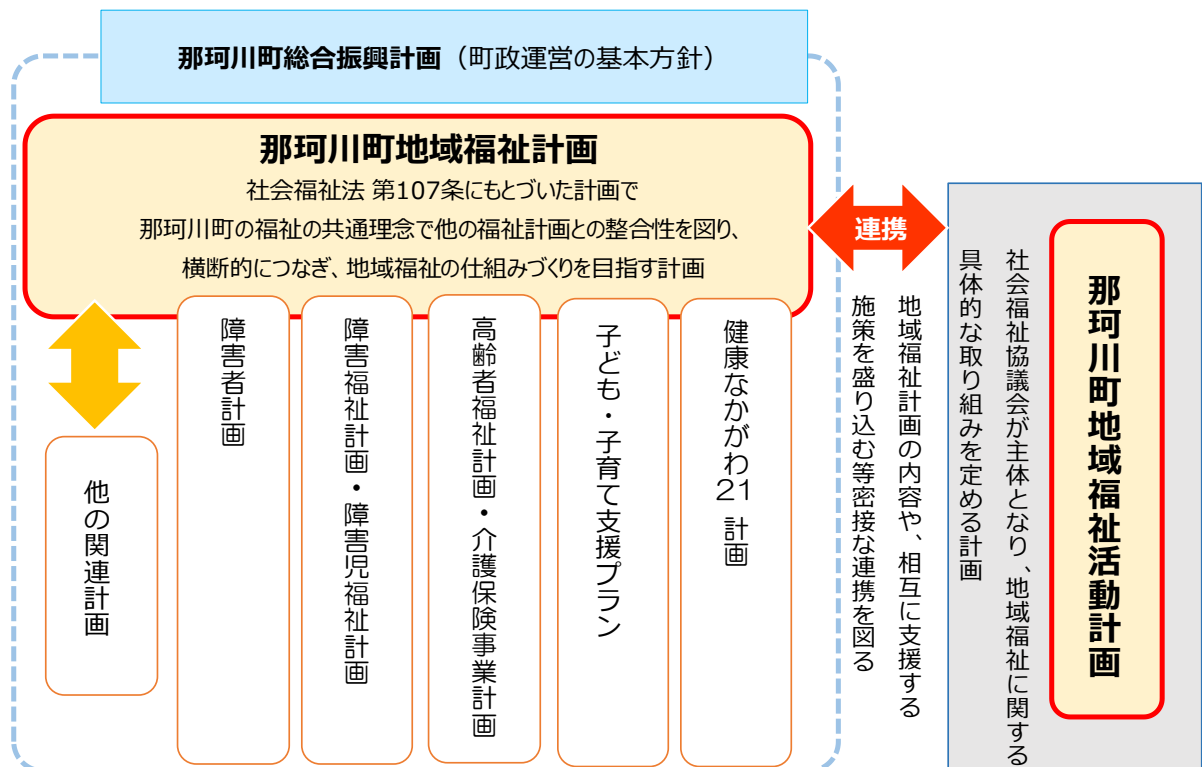 那珂川町総合振興計画（町政運営の基本方針）
那珂川町地域福祉計画
社会福祉法 第107条にもとづいた計画で
那珂川町の福祉の共通理念で他の福祉計画との整合性を図り、
横断的につなぎ、地域福祉の仕組みづくりを目指す計画
他の関連計画
障害者計画
障害福祉計画・障害児福祉計画
高齢者福祉計画・介護保険事業計画
子ども・子育て支援プラン
健康なかがわ21 計画
連携
地域福祉計画の内容や、相互に支援する
施策を盛り込む等密接な連携を図る
那珂川町地域福祉活動計画
社会福祉協議会が主体となり、地域福祉に関する
具体的な取り組みを定める計画